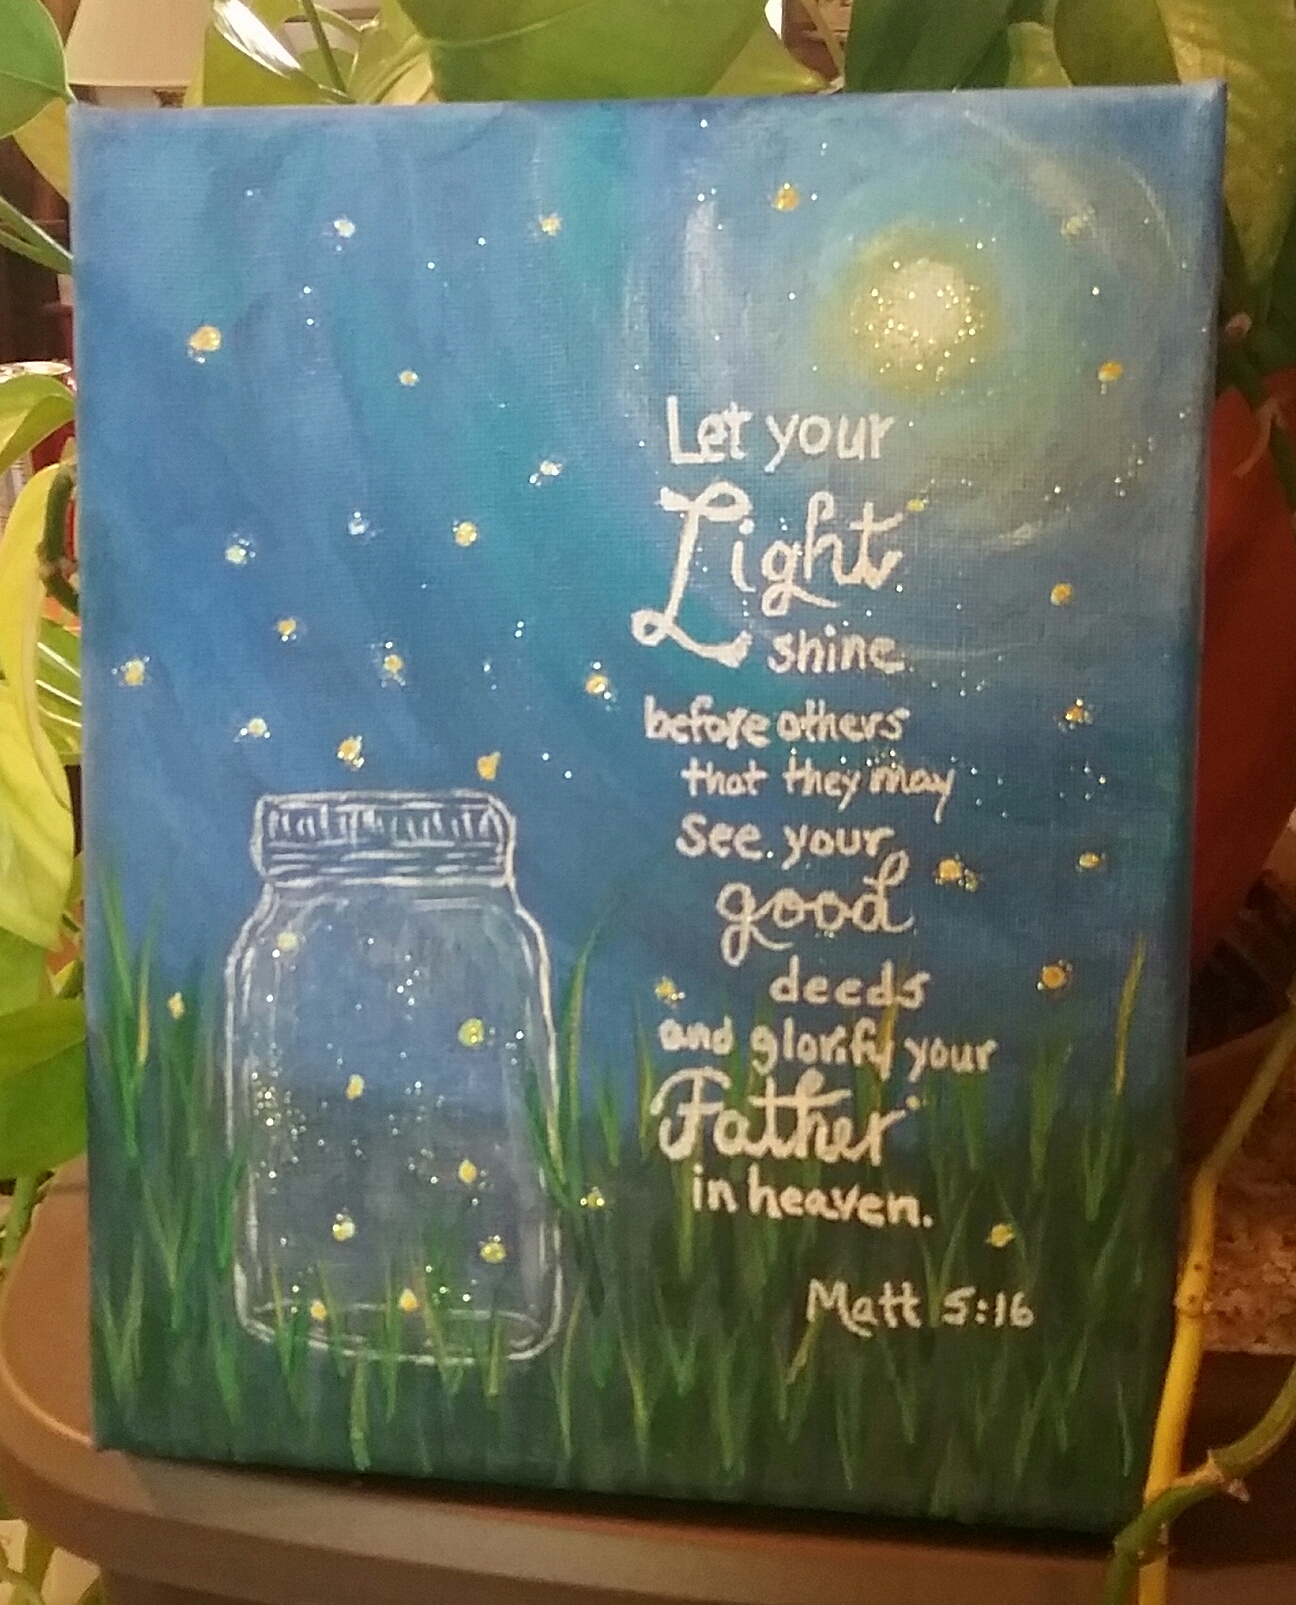 Let your
Light
shine
before others
that they may
see your
good
deeds
and glorify your
Father
in heaven.
Matt 5:16